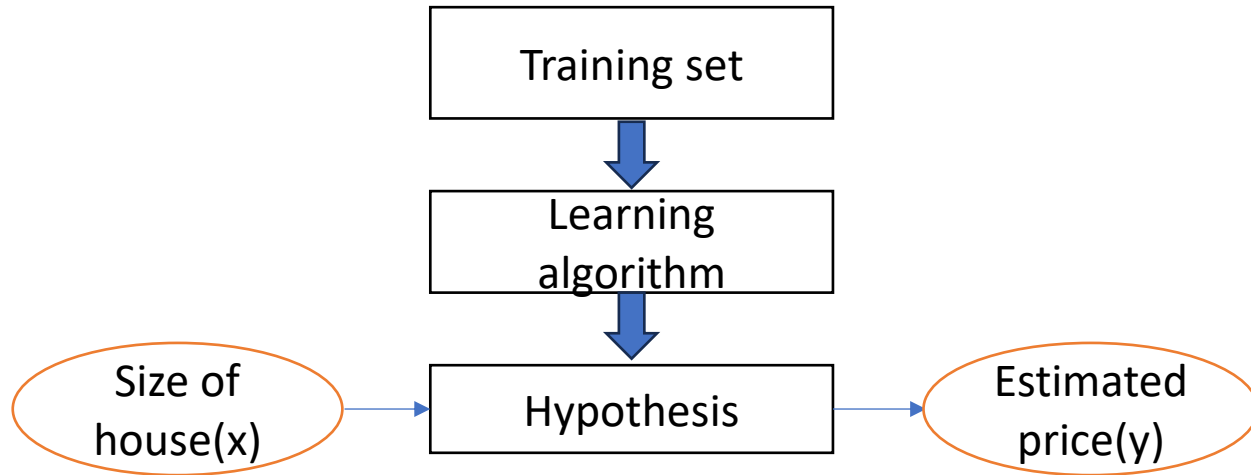 Training set
Learning
algorithm
Size of
house(x)
Hypothesis
Estimated
price(y)